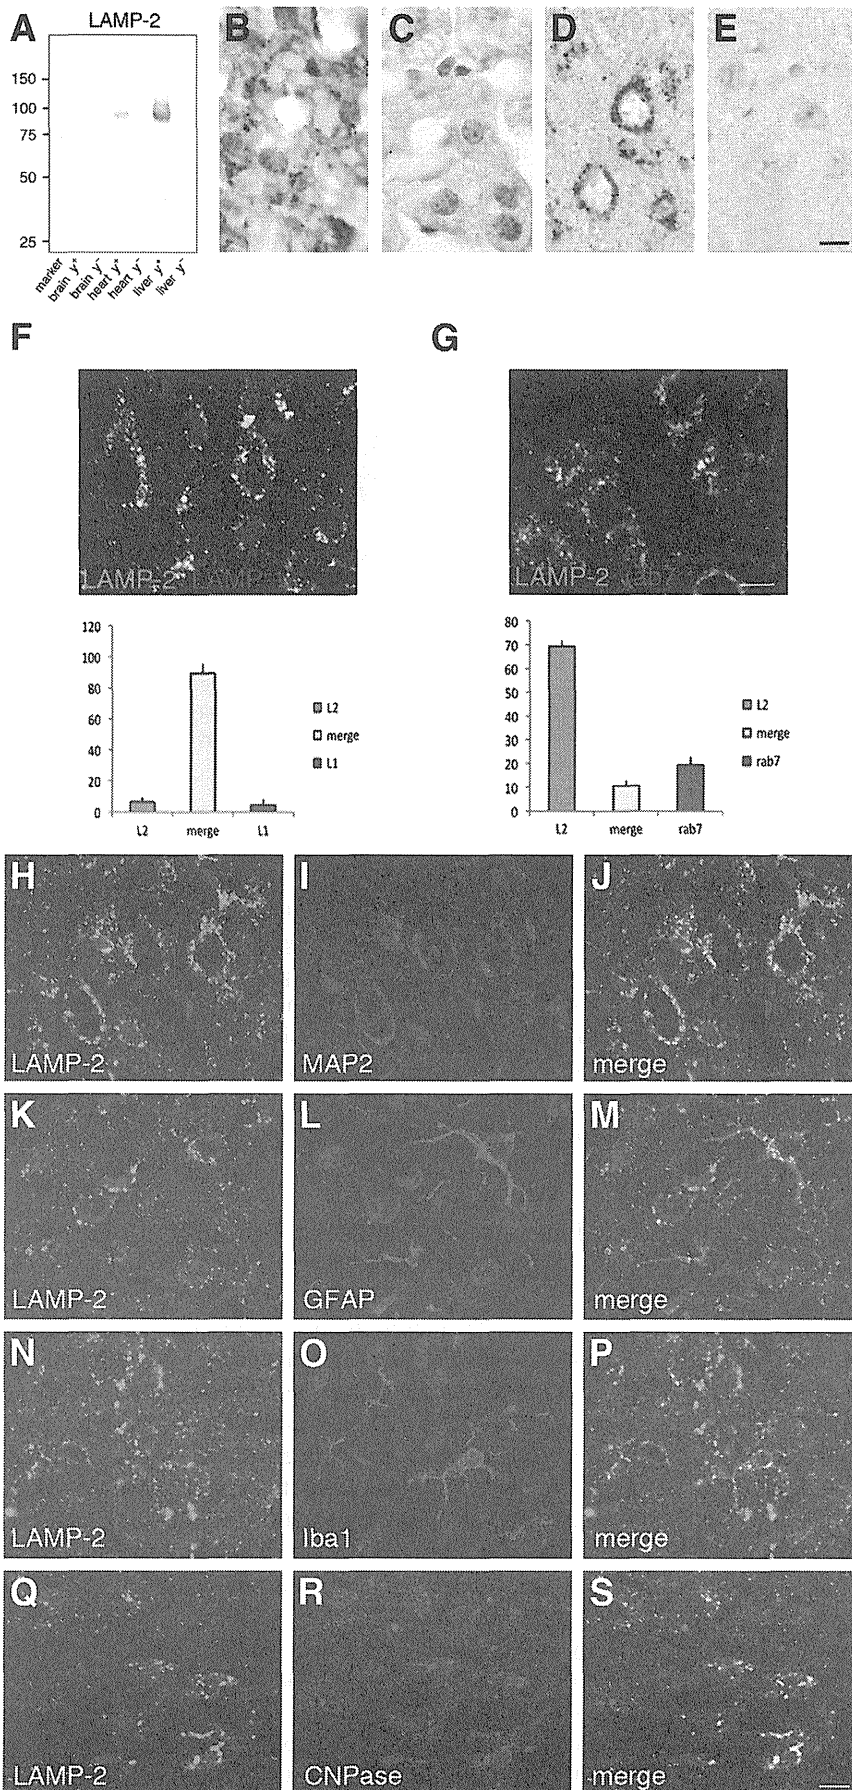 A
LAMP-2
B
C
D
E
150
100
75
50
25
marker
brain y+
brain y-
heart y+
heart y-
liver y+
liver y-
F
G
LAMP-2
LAMP-2 rab7
120
100
80
60
40
20
0
L2
merge
L1
L2
merge
L1
80
70
60
50
40
30
20
10
0
L2
merge
rab7
L2
merge
rab7
H
LAMP-2
I
MAP2
J
merge
K
LAMP-2
L
GFAP
M
merge
N
LAMP-2
O
Iba1
P
merge
Q
LAMP-2
R
CNPase
S
merge